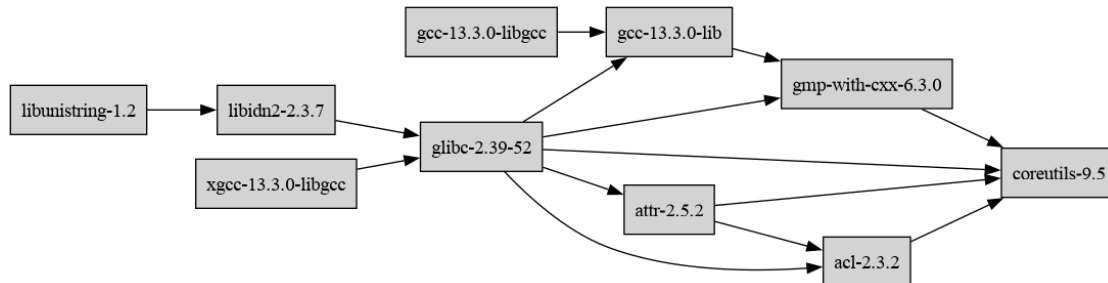 gcc-13.3.0-libgcc
gcc-13.3.0-lib
gmp-with-cxx-6.3.0
libunistring-1.2
libidn2-2.3.7
glibc-2.39-52
xgcc-13.3.0-libgcc
coreutils-9.5
attr-2.5.2
acl-2.3.2